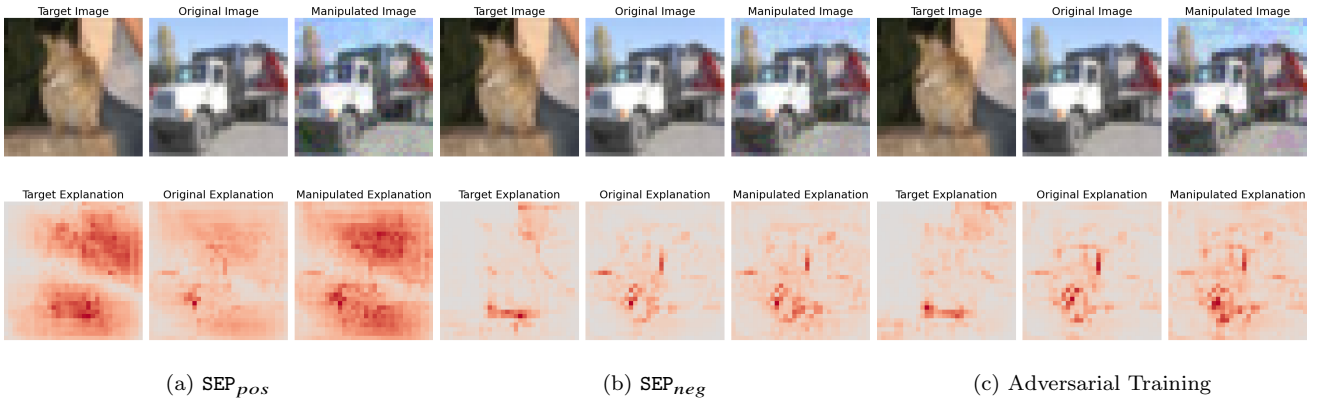 Target Image Original Image Manipulated Image Target Image Original Image Manipulated Image Target Image Original Image Manipulated Image
Target Explanation Original Explanation Manipulated Explanation Target Explanation Original Explanation Manipulated Explanation Target Explanation Original Explanation Manipulated Explanation
(a) SEPpos (b) SEPneg (c) Adversarial Training